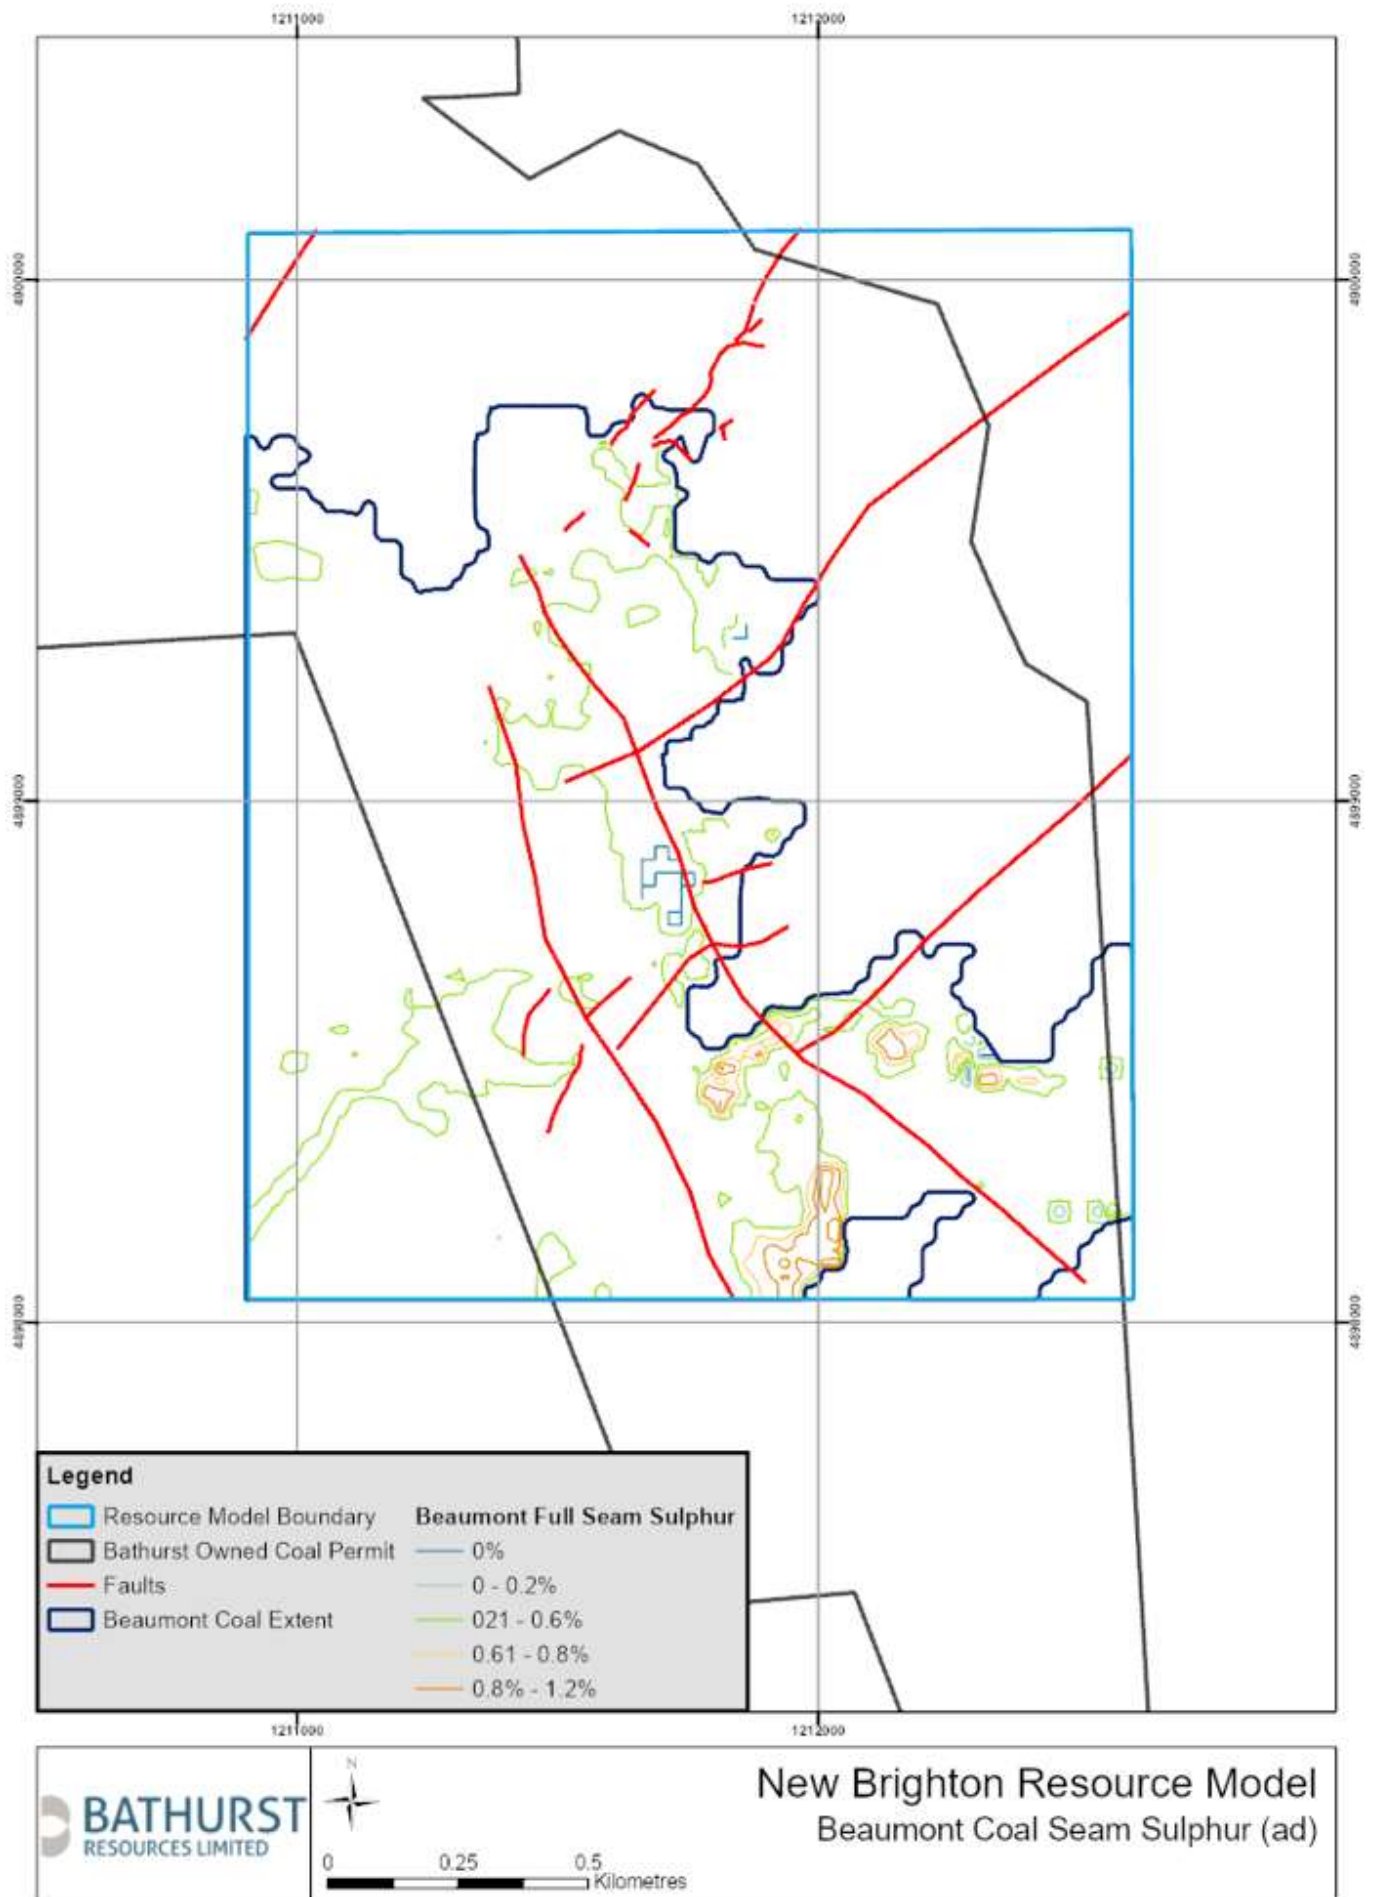 1211000
1212000
4900000
4900000
4899000
4899000
4898000
4898000
Legend
Resource Model Boundary
Bathurst Owned Coal Permit
Faults
Beaumont Coal Extent
Beaumont Full Seam Sulphur
0%
0 - 0.2%
021 - 0.6%
0.61 - 0.8%
0.8% - 1.2%
1211000
1212000
BATHURST
RESOURCES LIMITED
N
0
0.25
0.5
Kilometres
New Brighton Resource Model
Beaumont Coal Seam Sulphur (ad)